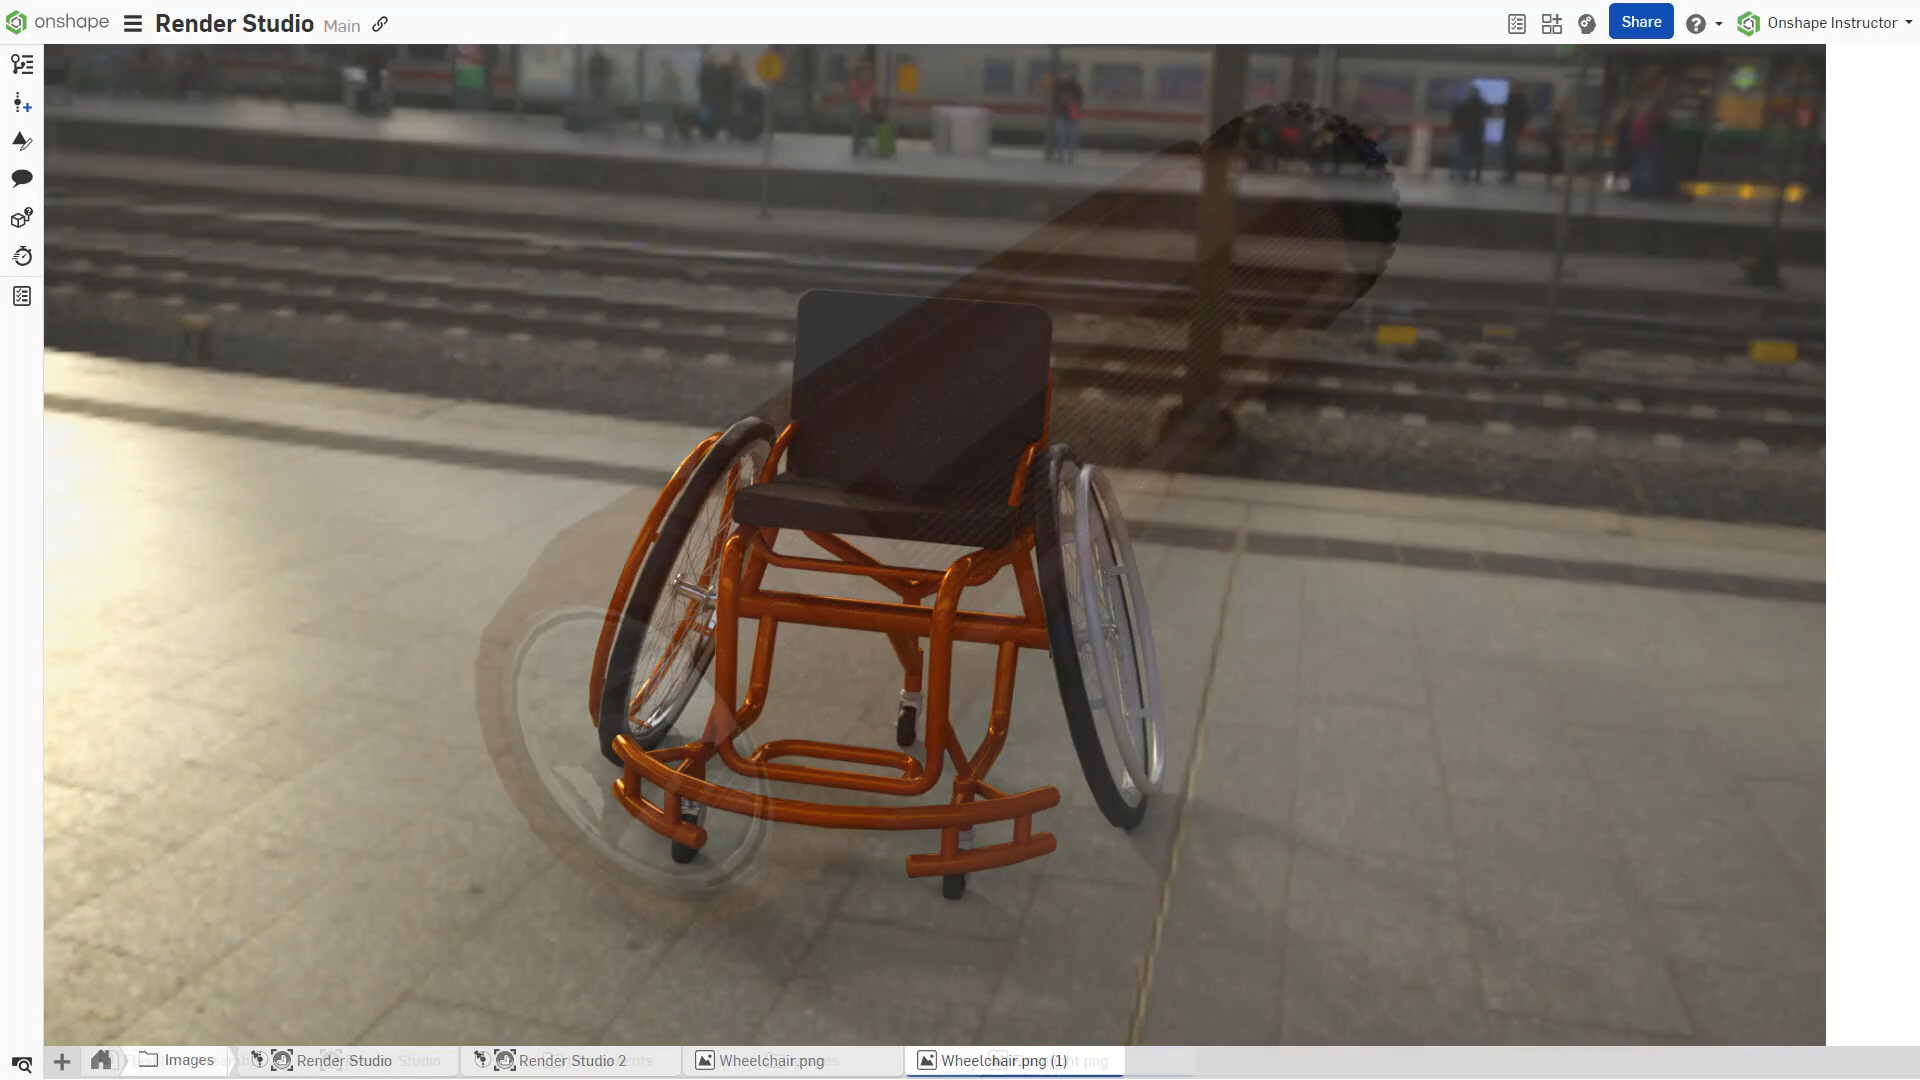 onshape Render Studio Main Share Onshape Instructor
Images Render Studio Render Studio 2 Wheelchair.png Wheelchair.png (1)